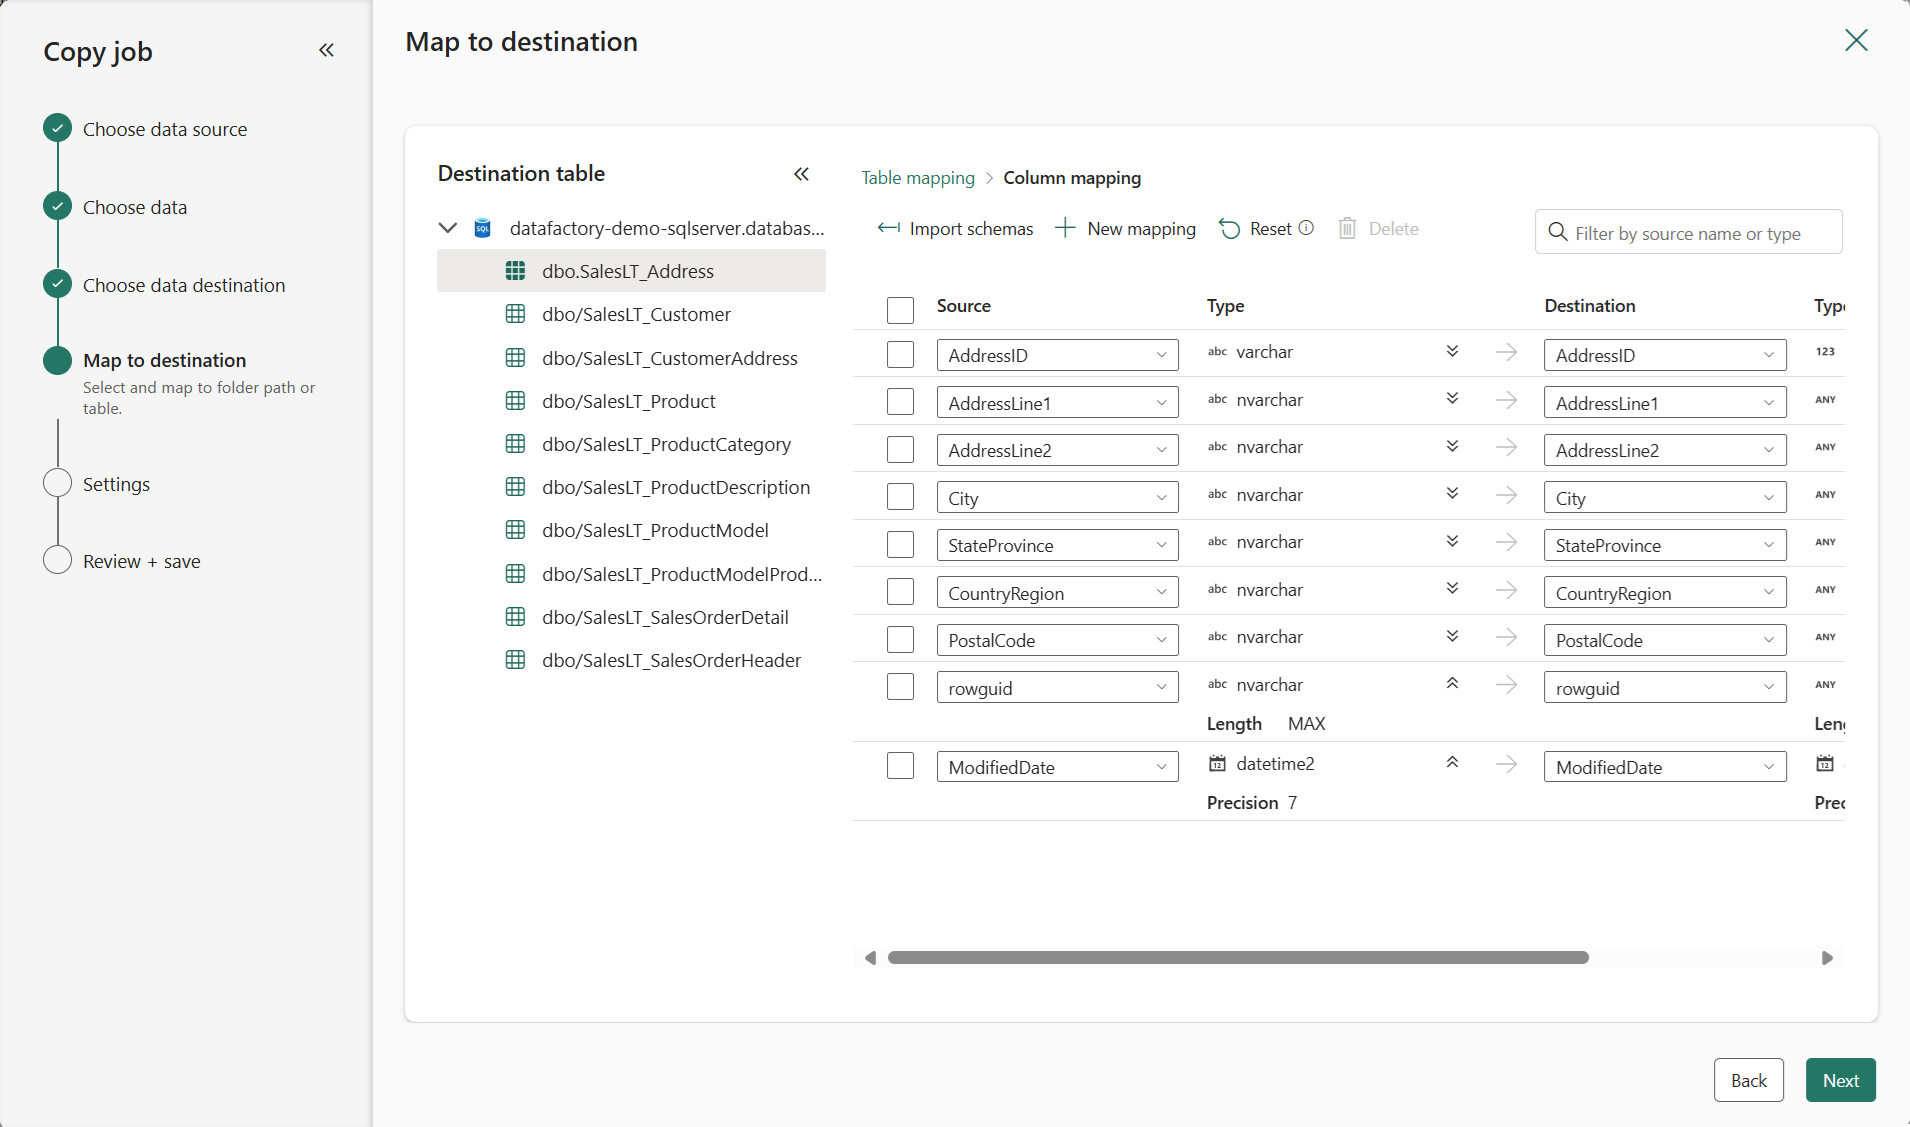 Copy job
Choose data source
Choose data
Choose data destination
Map to destination
Select and map to folder path or
table.
Settings
Review + save
Map to destination
Destination table
SQL
datafactory-demo-sqlserver.databas...
dbo.SalesLT_Address
dbo/SalesLT_Customer
dbo/SalesLT_CustomerAddress
dbo/SalesLT_Product
dbo/SalesLT_ProductCategory
dbo/SalesLT_ProductDescription
dbo/SalesLT_ProductModel
dbo/SalesLT_ProductModelProd...
dbo/SalesLT_SalesOrderDetail
dbo/SalesLT_SalesOrderHeader
Table mapping > Column mapping
Import schemas New mapping Reset Delete
Filter by source name or type
Source Type Destination Type
AddressID abc varchar AddressID 123
AddressLine1 abc nvarchar AddressLine1 ANY
AddressLine2 abc nvarchar AddressLine2 ANY
City abc nvarchar City ANY
StateProvince abc nvarchar StateProvince ANY
CountryRegion abc nvarchar CountryRegion ANY
PostalCode abc nvarchar PostalCode ANY
rowguid abc nvarchar rowguid ANY
Length MAX
ModifiedDate 12 datetime2 ModifiedDate 12
Precision 7
Back Next